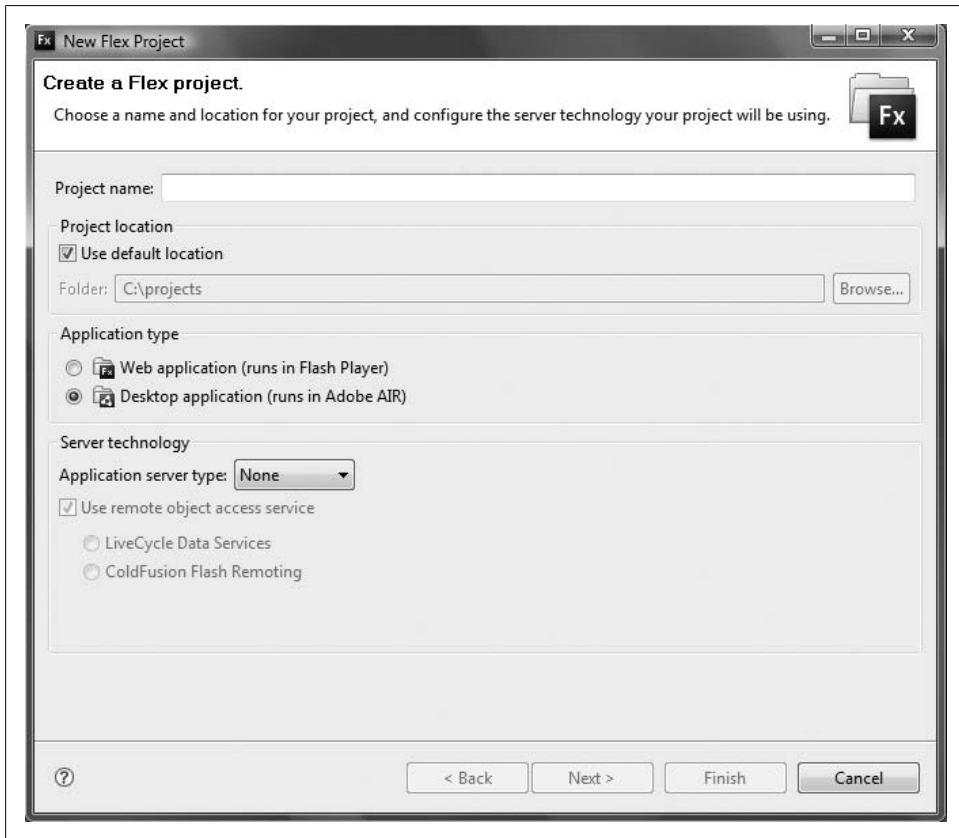 Fx New Flex Project
Create a Flex project.
Choose a name and location for your project, and configure the server technology your project will be using.
Fx
Project name:
Project location
Use default location
Folder: C:\projects Browse...
Application type
Fx Web application (runs in Flash Player)
Desktop application (runs in Adobe AIR)
Server technology
Application server type: None
Use remote object access service
LiveCycle Data Services
ColdFusion Flash Remoting
? < Back Next > Finish Cancel